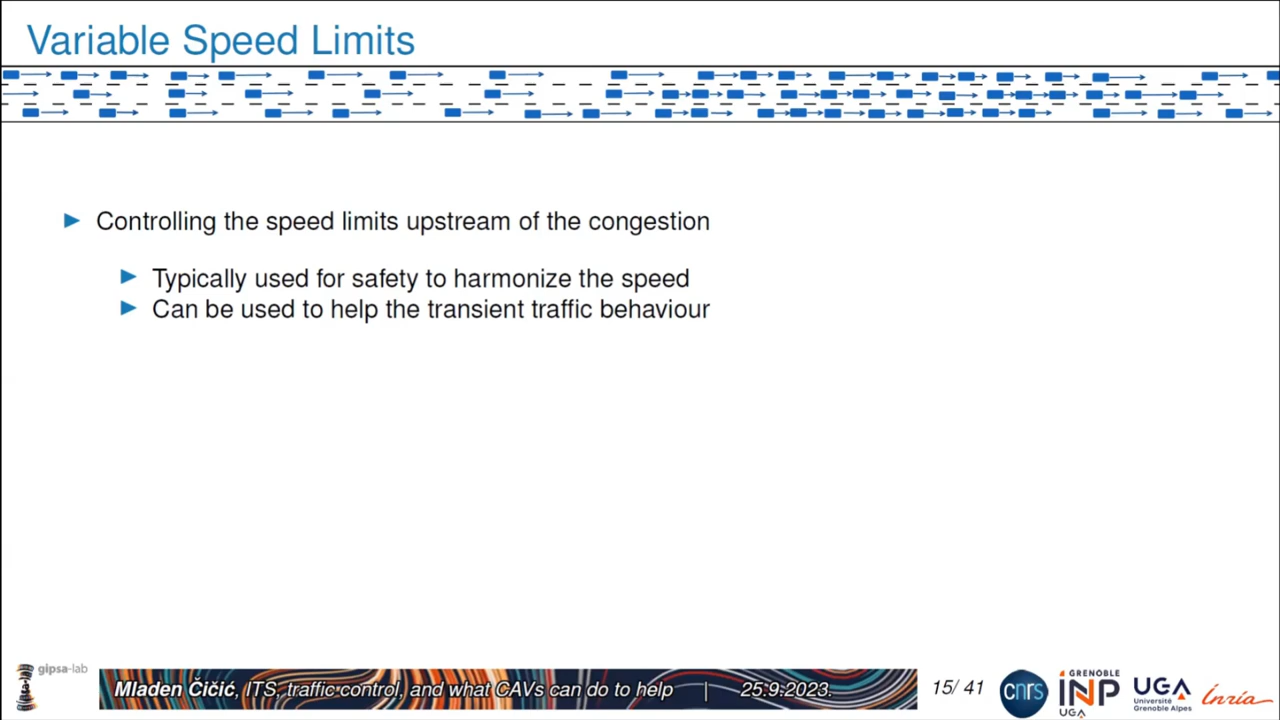 Variable Speed Limits
Controlling the speed limits upstream of the congestion
Typically used for safety to harmonize the speed
Can be used to help the transient traffic behaviour
gipsa-lab
Mladen Čičić, ITS, traffic control, and what CAVs can do to help | 25.9.2023.
15/ 41
cnrs
GRENOBLE
INP
UGA
UGA
Université
Grenoble Alpes
Inria